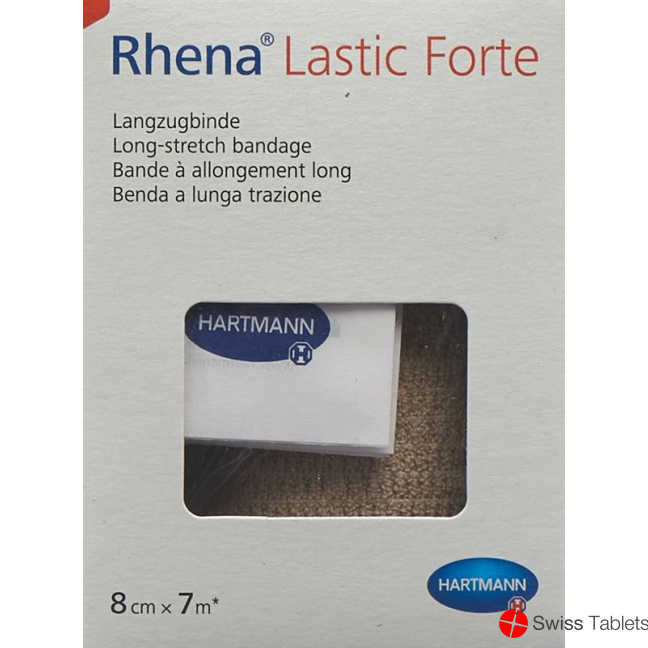 Rhena® Lastic Forte
Langzugbinde
Long-stretch bandage
Bande à allongement long
Benda a lunga trazione
HARTMANN
HARTMANN
8 cm × 7 m*
Swiss Tablets